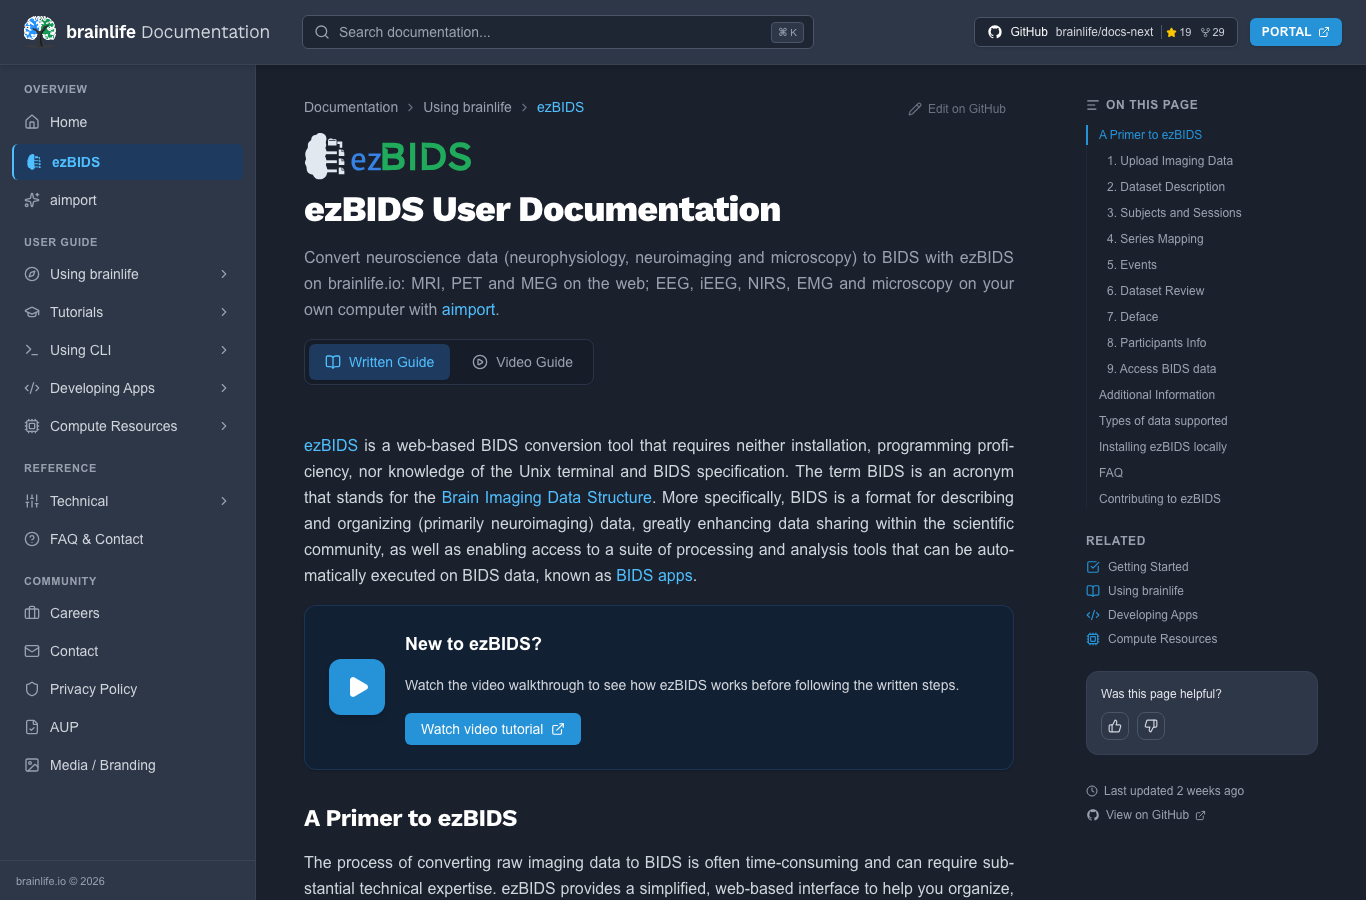 brainlife Documentation
Search documentation...
⌘ K
GitHub brainlife/docs-next 19 29
PORTAL
OVERVIEW
Home
ezBIDS
aimport
USER GUIDE
Using brainlife
Tutorials
Using CLI
Developing Apps
Compute Resources
REFERENCE
Technical
FAQ & Contact
COMMUNITY
Careers
Contact
Privacy Policy
AUP
Media / Branding
brainlife.io © 2026
Documentation > Using brainlife > ezBIDS
Edit on GitHub
ezBIDS
ezBIDS User Documentation
Convert neuroscience data (neurophysiology, neuroimaging and microscopy) to BIDS with ezBIDS
on brainlife.io: MRI, PET and MEG on the web; EEG, iEEG, NIRS, EMG and microscopy on your
own computer with aimport.
Written Guide
Video Guide
ezBIDS is a web-based BIDS conversion tool that requires neither installation, programming profi-
ciency, nor knowledge of the Unix terminal and BIDS specification. The term BIDS is an acronym
that stands for the Brain Imaging Data Structure. More specifically, BIDS is a format for describing
and organizing (primarily neuroimaging) data, greatly enhancing data sharing within the scientific
community, as well as enabling access to a suite of processing and analysis tools that can be auto-
matically executed on BIDS data, known as BIDS apps.
New to ezBIDS?
Watch the video walkthrough to see how ezBIDS works before following the written steps.
Watch video tutorial
A Primer to ezBIDS
The process of converting raw imaging data to BIDS is often time-consuming and can require sub-
stantial technical expertise. ezBIDS provides a simplified, web-based interface to help you organize,
ON THIS PAGE
A Primer to ezBIDS
1. Upload Imaging Data
2. Dataset Description
3. Subjects and Sessions
4. Series Mapping
5. Events
6. Dataset Review
7. Deface
8. Participants Info
9. Access BIDS data
Additional Information
Types of data supported
Installing ezBIDS locally
FAQ
Contributing to ezBIDS
RELATED
Getting Started
Using brainlife
Developing Apps
Compute Resources
Was this page helpful?
Last updated 2 weeks ago
View on GitHub